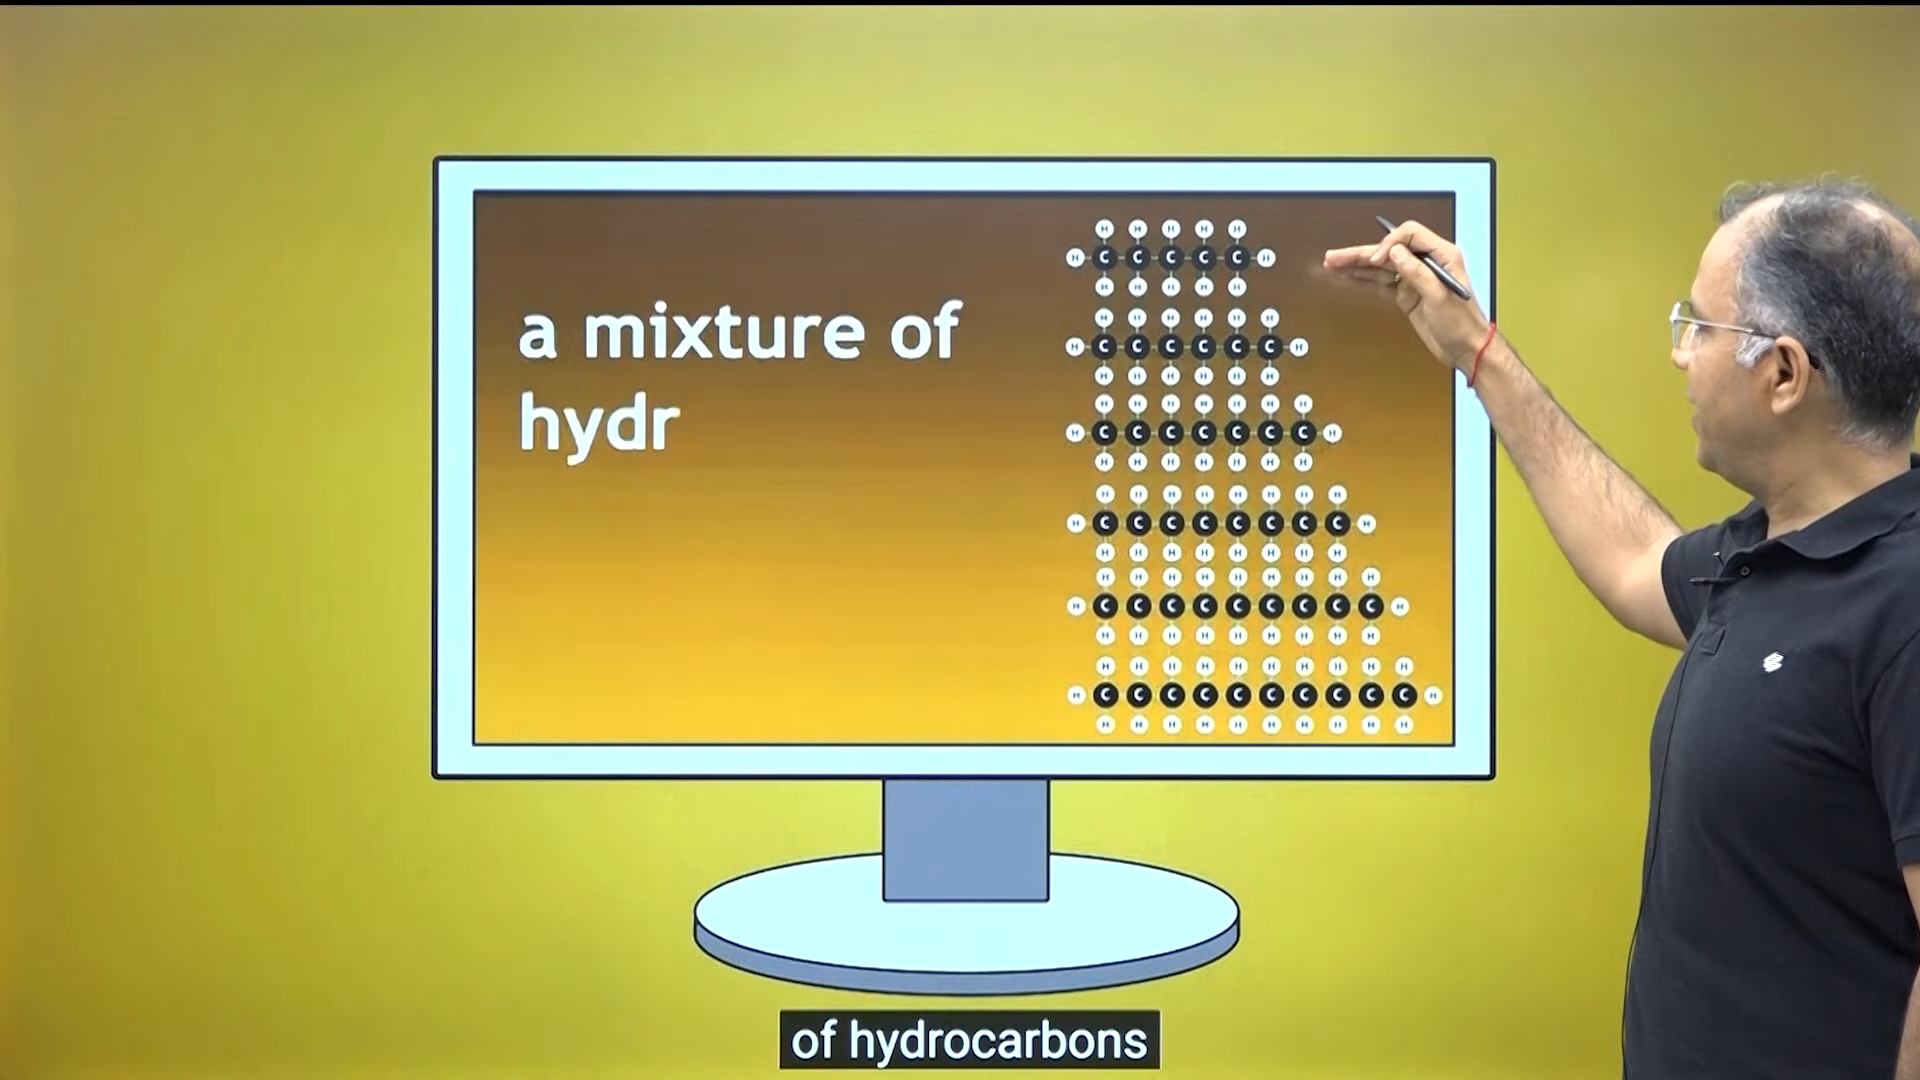 a mixture of
hydr
H H H H H
H C C C C C H
H H H H H
H H H H H H
H C C C C C C H
H H H H H H
H H H H H H H
H C C C C C C C H
H H H H H H H
H H H H H H H H
H C C C C C C C C H
H H H H H H H H
H H H H H H H H H
H C C C C C C C C C H
H H H H H H H H H
H H H H H H H H H H
H C C C C C C C C C C H
H H H H H H H H H H
of hydrocarbons